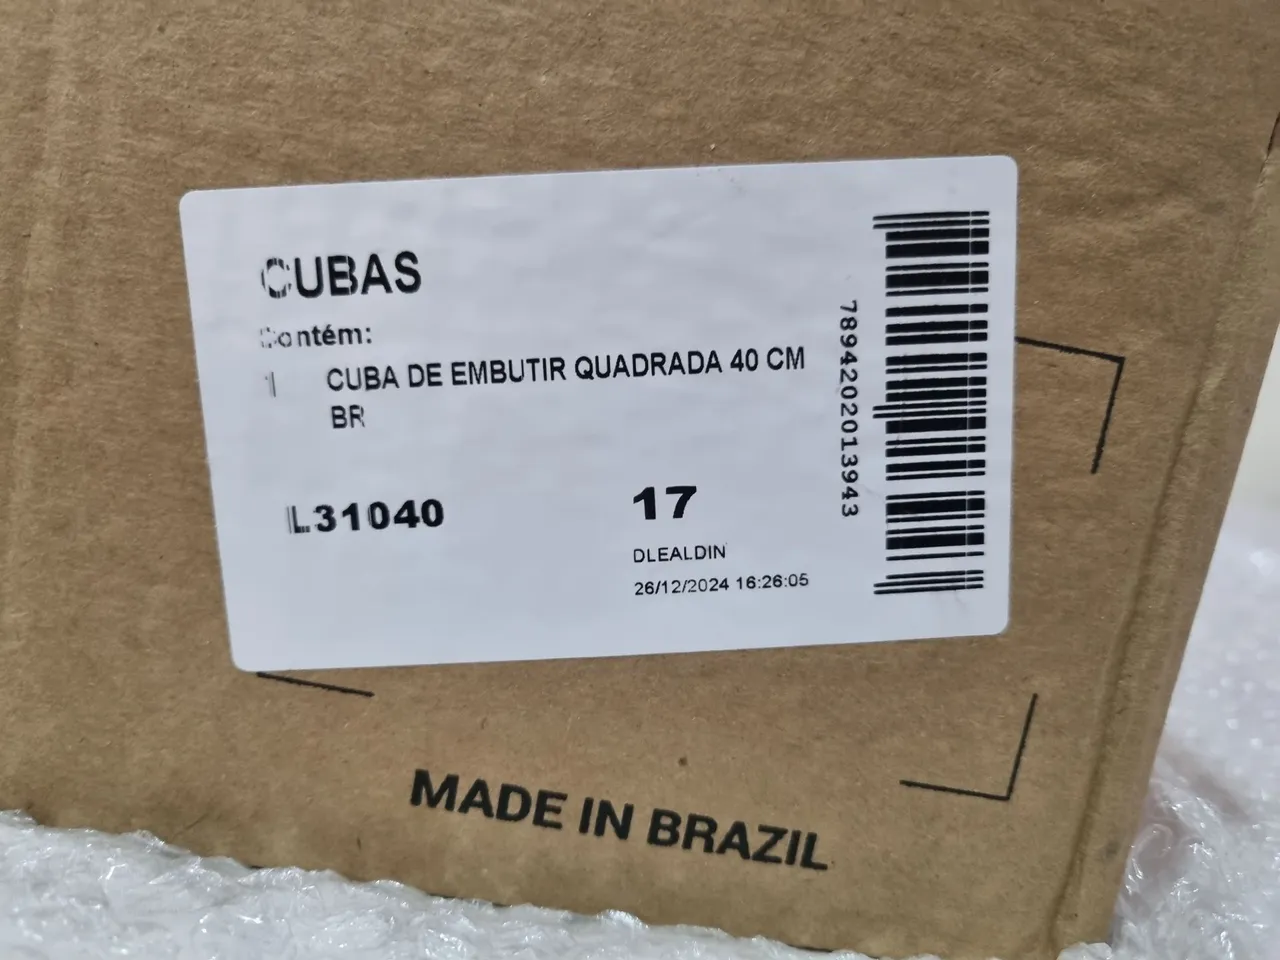 CUBAS
Contém:
1 CUBA DE EMBUTIR QUADRADA 40 CM
BR
L31040
17
DLEALDIN
26/12/2024 16:26:05
7894202013943
MADE IN BRAZIL